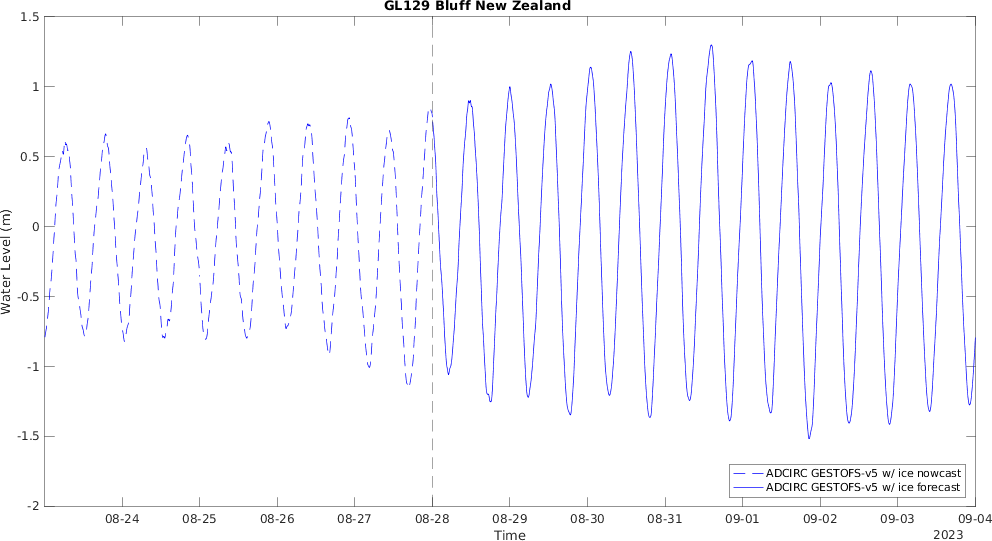 GL129 Bluff New Zealand
1.5
1
0.5
0
-0.5
-1
-1.5
-2
Water Level (m)
ADCIRC GESTOFS-v5 w/ ice nowcast
ADCIRC GESTOFS-v5 w/ ice forecast
08-24 08-25 08-26 08-27 08-28 08-29 08-30 08-31 09-01 09-02 09-03 09-04
Time
2023